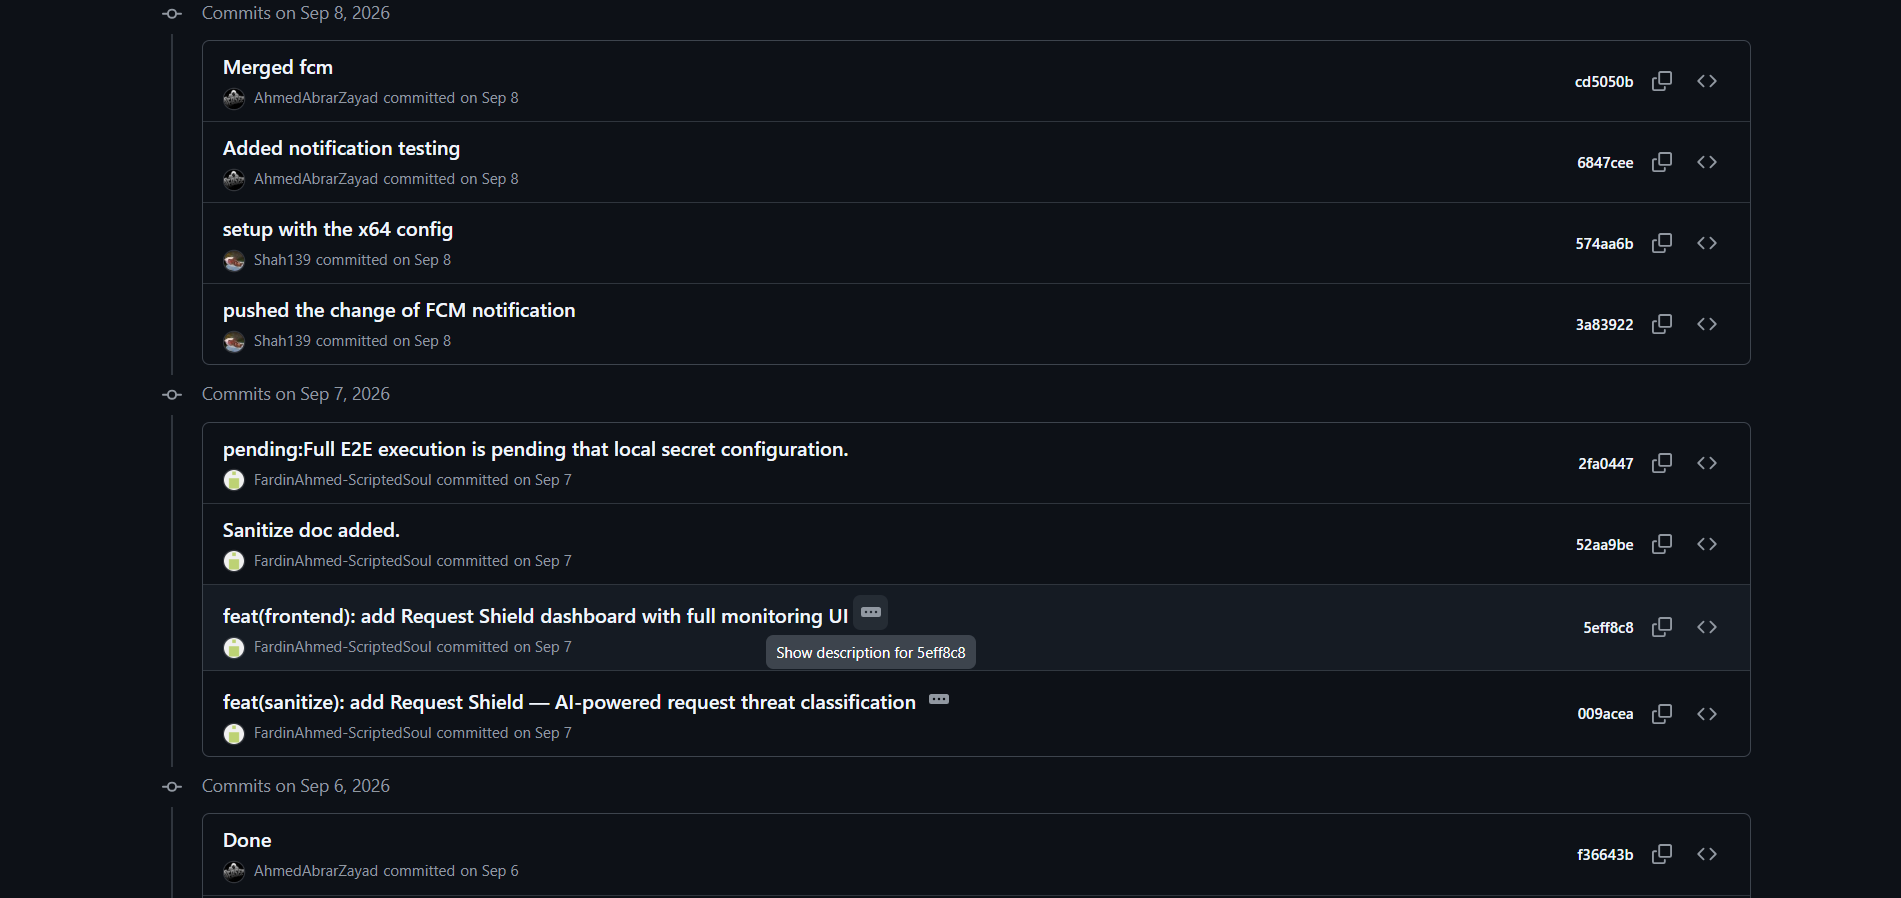 Commits on Sep 8, 2026
Merged fcm
AhmedAbrarZayad committed on Sep 8
cd5050b
Added notification testing
AhmedAbrarZayad committed on Sep 8
6847cee
setup with the x64 config
Shah139 committed on Sep 8
574aa6b
pushed the change of FCM notification
Shah139 committed on Sep 8
3a83922
Commits on Sep 7, 2026
pending:Full E2E execution is pending that local secret configuration.
FardinAhmed-ScriptedSoul committed on Sep 7
2fa0447
Sanitize doc added.
FardinAhmed-ScriptedSoul committed on Sep 7
52aa9be
feat(frontend): add Request Shield dashboard with full monitoring UI
FardinAhmed-ScriptedSoul committed on Sep 7
Show description for 5eff8c8
5eff8c8
feat(sanitize): add Request Shield — AI-powered request threat classification
FardinAhmed-ScriptedSoul committed on Sep 7
009acea
Commits on Sep 6, 2026
Done
AhmedAbrarZayad committed on Sep 6
f36643b